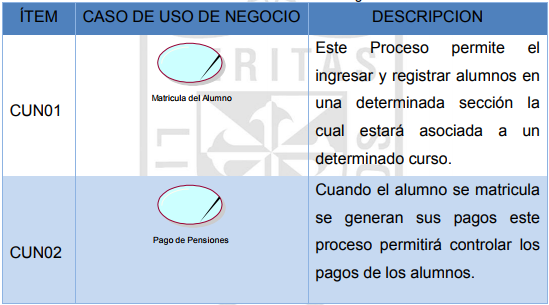 ÍTEM CASO DE USO DE NEGOCIO DESCRIPCION
CUN01
Matricula del Alumno
Este Proceso permite el
ingresar y registrar alumnos en
una determinada sección la
cual estará asociada a un
determinado curso.
CUN02
Pago de Pensiones
Cuando el alumno se matricula
se generan sus pagos este
proceso permitirá controlar los
pagos de los alumnos.